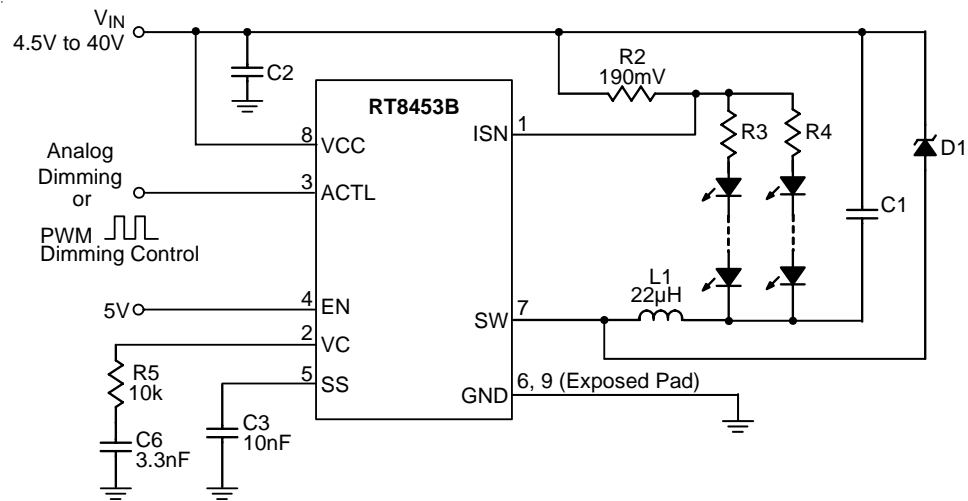 VIN
4.5V to 40V
C2
R2
190mV
RT8453B
ISN
1
R3
R4
D1
8
VCC
Analog
Dimming
or
PWM
Dimming Control
3
ACTL
C1
L1
22µH
5V
4
EN
SW
7
2
VC
R5
10k
5
SS
GND
6, 9 (Exposed Pad)
C6
3.3nF
C3
10nF